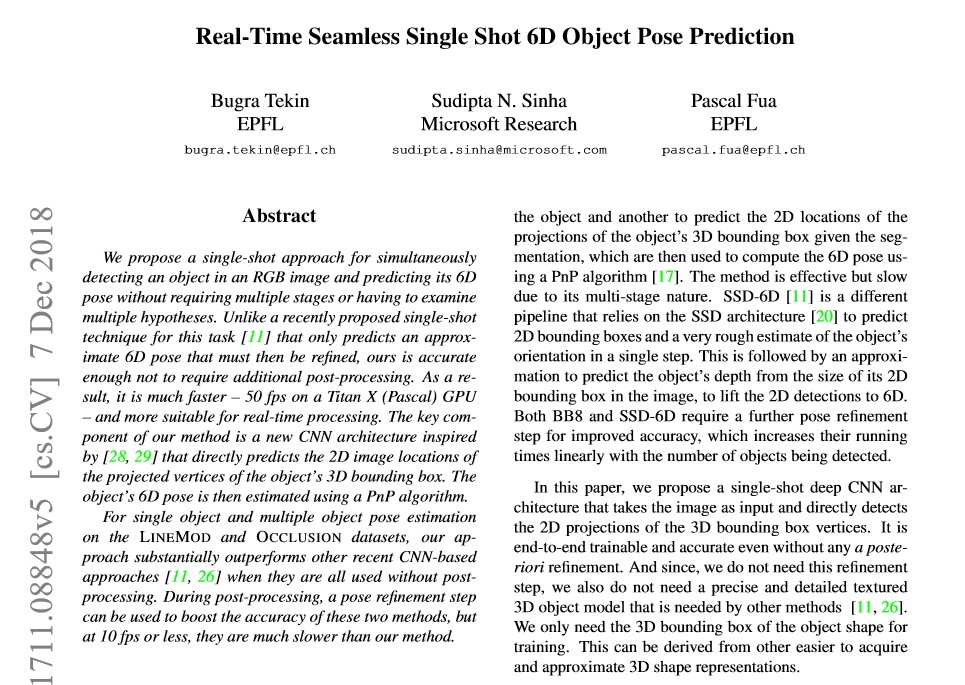 Real-Time Seamless Single Shot 6D Object Pose Prediction
Bugra Tekin
EPFL
bugra.tekin@epfl.ch
Sudipta N. Sinha
Microsoft Research
sudipta.sinha@microsoft.com
Pascal Fua
EPFL
pascal.fua@epfl.ch
1711.08848v5 [cs.CV] 7 Dec 2018
Abstract
We propose a single-shot approach for simultaneously
detecting an object in an RGB image and predicting its 6D
pose without requiring multiple stages or having to examine
multiple hypotheses. Unlike a recently proposed single-shot
technique for this task [11] that only predicts an approx-
imate 6D pose that must then be refined, ours is accurate
enough not to require additional post-processing. As a re-
sult, it is much faster – 50 fps on a Titan X (Pascal) GPU
– and more suitable for real-time processing. The key com-
ponent of our method is a new CNN architecture inspired
by [28, 29] that directly predicts the 2D image locations of
the projected vertices of the object's 3D bounding box. The
object's 6D pose is then estimated using a PnP algorithm.
For single object and multiple object pose estimation
on the LINEMOD and OCCLUSION datasets, our ap-
proach substantially outperforms other recent CNN-based
approaches [11, 26] when they are all used without post-
processing. During post-processing, a pose refinement step
can be used to boost the accuracy of these two methods, but
at 10 fps or less, they are much slower than our method.
the object and another to predict the 2D locations of the
projections of the object's 3D bounding box given the seg-
mentation, which are then used to compute the 6D pose us-
ing a PnP algorithm [17]. The method is effective but slow
due to its multi-stage nature. SSD-6D [11] is a different
pipeline that relies on the SSD architecture [20] to predict
2D bounding boxes and a very rough estimate of the object's
orientation in a single step. This is followed by an approxi-
mation to predict the object's depth from the size of its 2D
bounding box in the image, to lift the 2D detections to 6D.
Both BB8 and SSD-6D require a further pose refinement
step for improved accuracy, which increases their running
times linearly with the number of objects being detected.
In this paper, we propose a single-shot deep CNN ar-
chitecture that takes the image as input and directly detects
the 2D projections of the 3D bounding box vertices. It is
end-to-end trainable and accurate even without any a poste-
riori refinement. And since, we do not need this refinement
step, we also do not need a precise and detailed textured
3D object model that is needed by other methods [11, 26].
We only need the 3D bounding box of the object shape for
training. This can be derived from other easier to acquire
and approximate 3D shape representations.